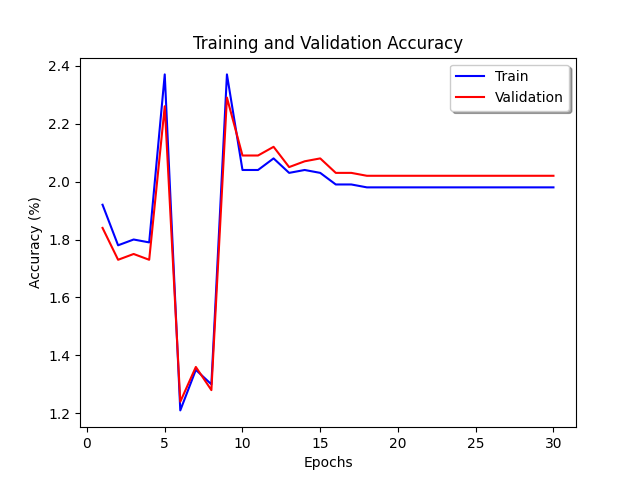 Training and Validation Accuracy
Train
Validation
Accuracy (%)
2.4
2.2
2.0
1.8
1.6
1.4
1.2
0 5 10 15 20 25 30
Epochs